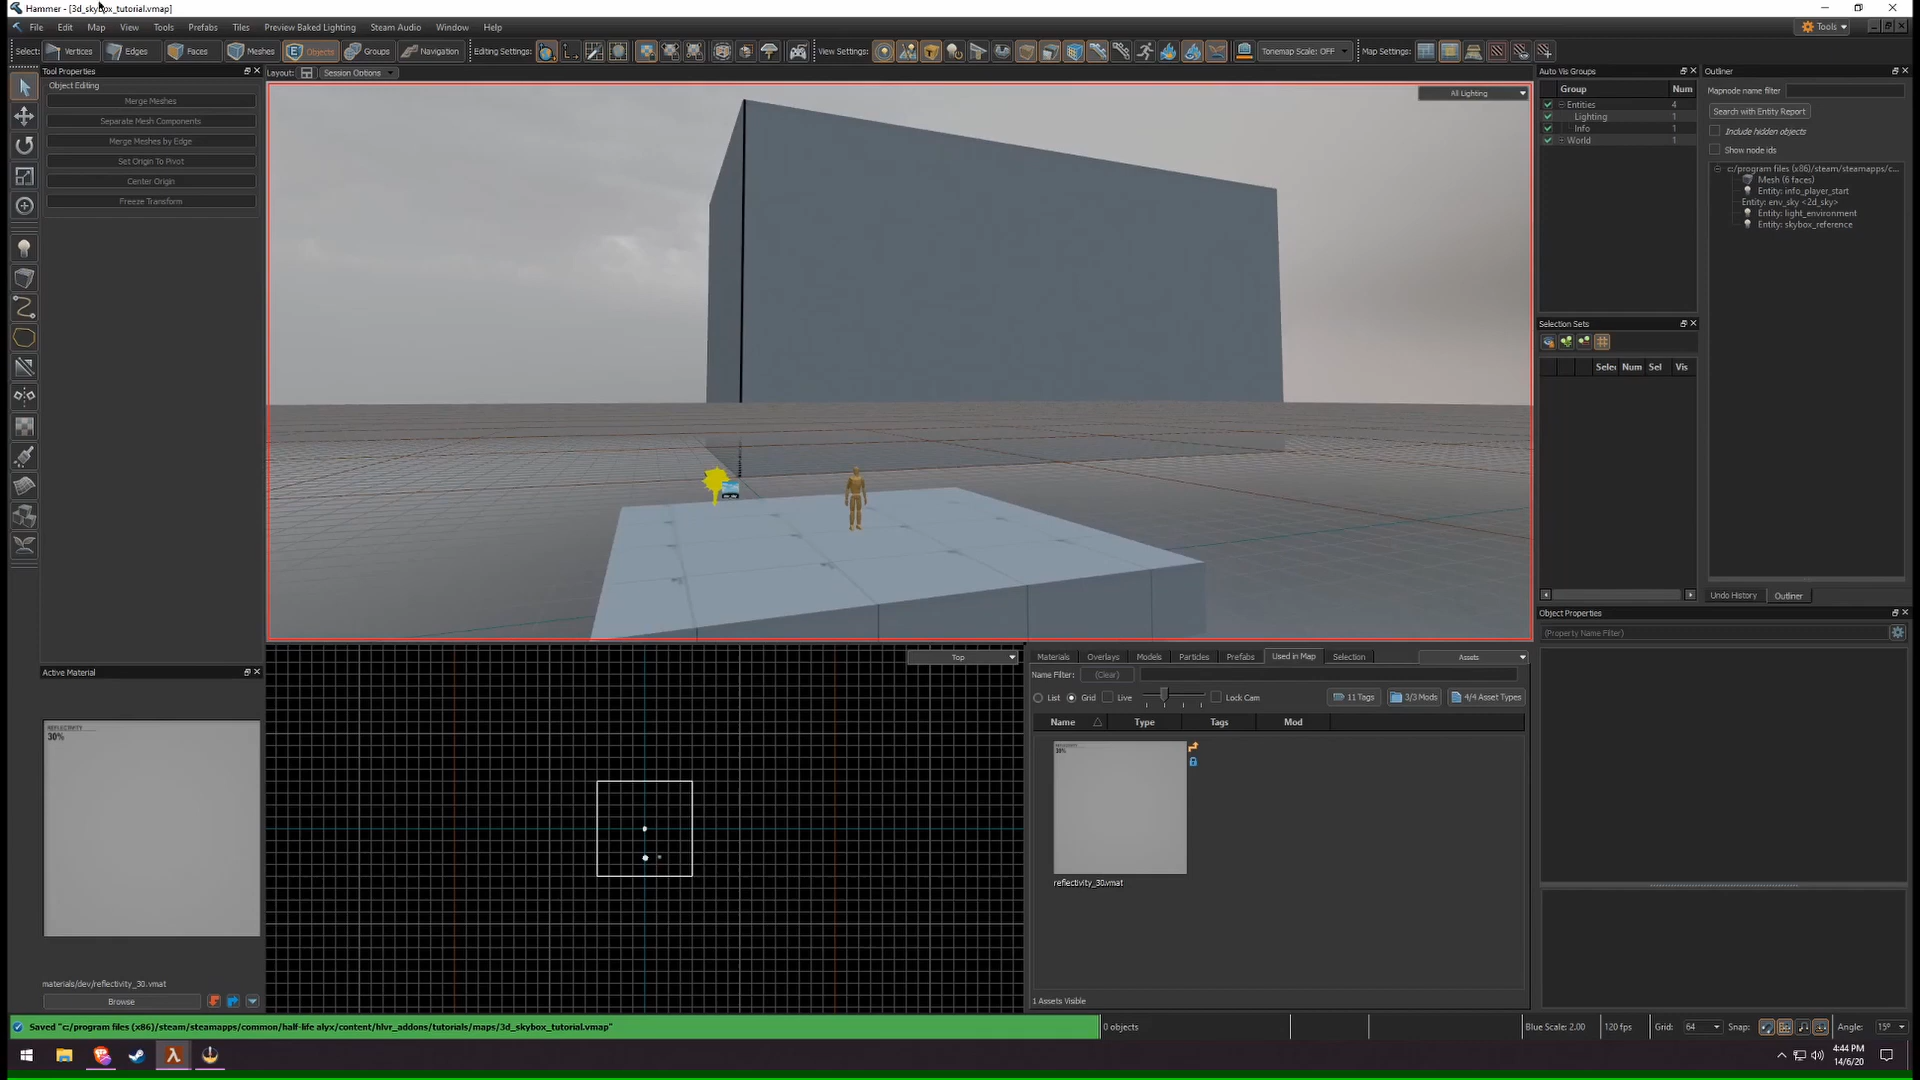 Hammer - [3d_skybox_tutorial.vmap]
File Edit Map View Tools Prefabs Tiles Preview Baked Lighting Steam Audio Window Help
Tools
Select: Vertices Edges Faces Meshes Objects Groups Navigation Editing Settings: View Settings: Tonemap Scale: OFF Map Settings:
Tool Properties
Object Editing
Merge Meshes
Separate Mesh Components
Merge Meshes by Edge
Set Origin To Pivot
Center Origin
Freeze Transform
Layout: Session Options
All Lighting
Auto Vis Groups
Group Num
Entities 4
Lighting 1
Info 1
World 1
Selection Sets
Selec Num Sel Vis
Outliner
Mapnode name filter
Search with Entity Report
Include hidden objects
Show node ids
c:/program files (x86)/steam/steamapps/c...
Mesh (6 faces)
Entity: info_player_start
Entity: env_sky <2d_sky>
Entity: light_environment
Entity: skybox_reference
Undo History Outliner
Object Properties
(Property Name Filter)
Active Material
REFLECTIVITY
30%
materials/dev/reflectivity_30.vmat
Browse
Top
Materials Overlays Models Particles Prefabs Used in Map Selection Assets
Name Filter: (Clear)
List Grid Live Lock Cam 11 Tags 3/3 Mods 4/4 Asset Types
Name Type Tags Mod
30%
reflectivity_30.vmat
1 Assets Visible
Saved "c:/program files (x86)/steam/steamapps/common/half-life alyx/content/hlvr_addons/tutorials/maps/3d_skybox_tutorial.vmap"
0 objects
Blue Scale: 2.00 120 fps Grid: 64 Snap: Angle: 15°
4:44 PM
14/6/20